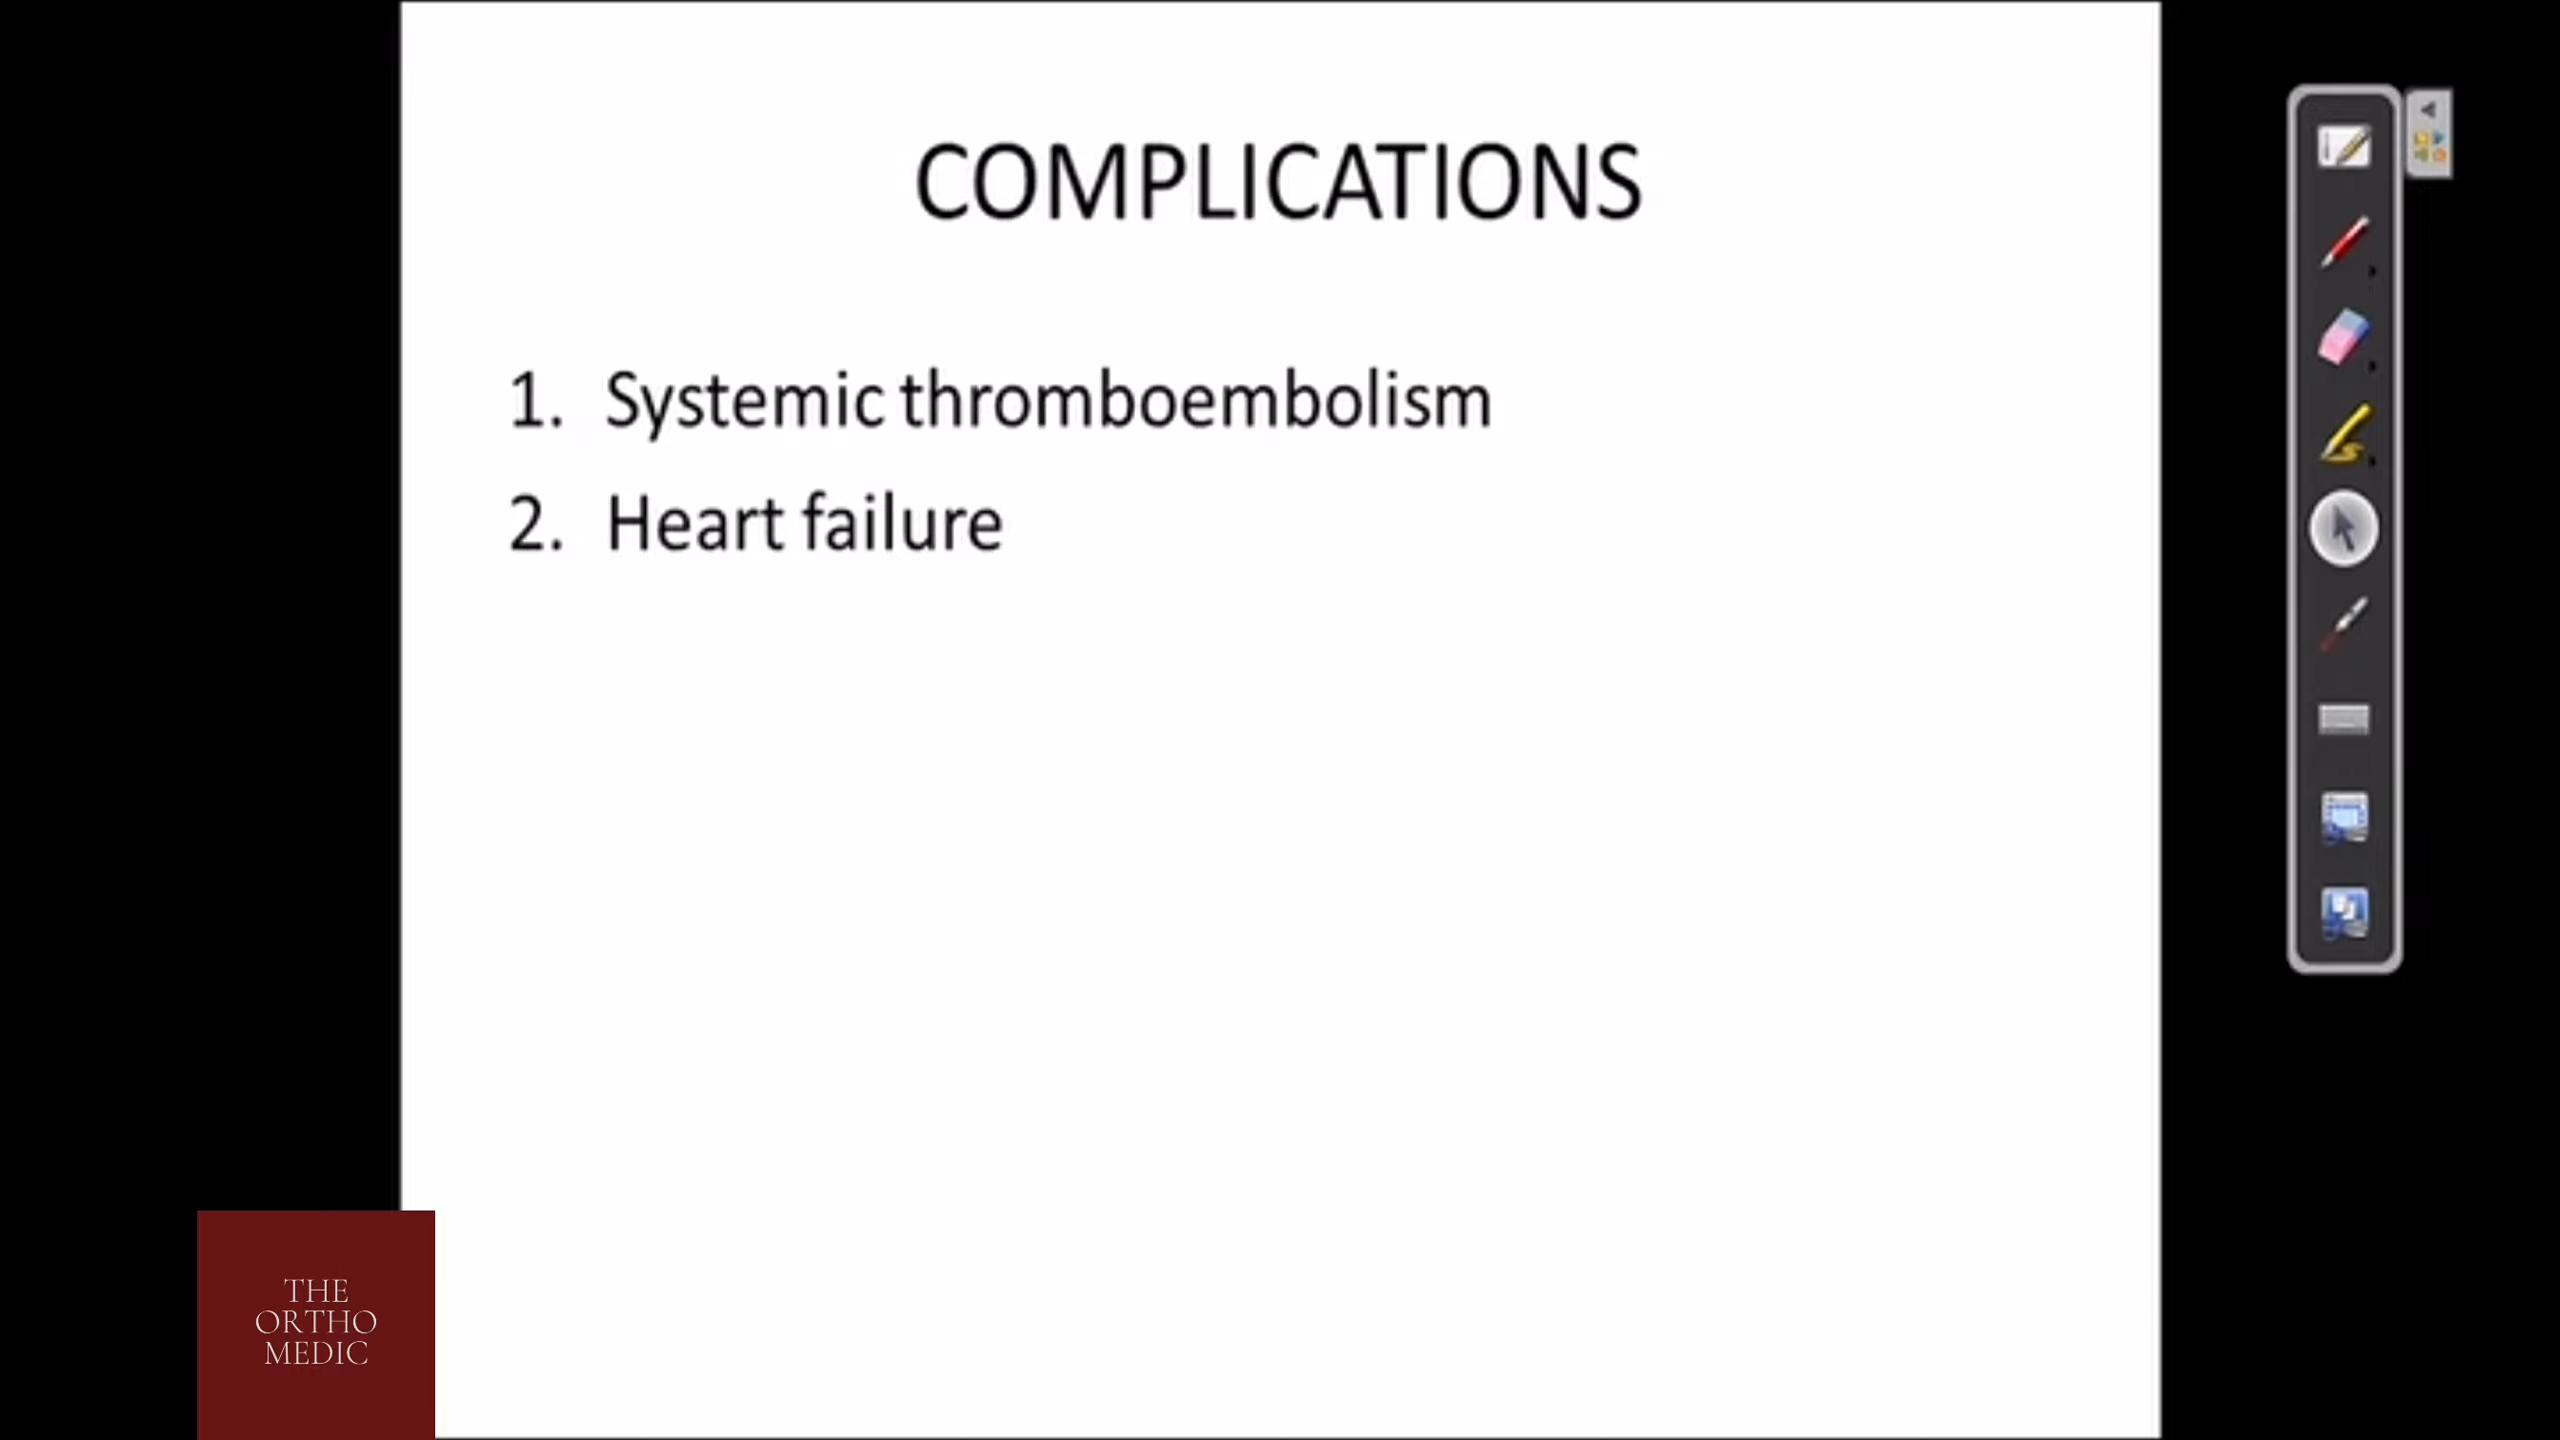 COMPLICATIONS
1. Systemic thromboembolism
2. Heart failure
THE
ORTHO
MEDIC